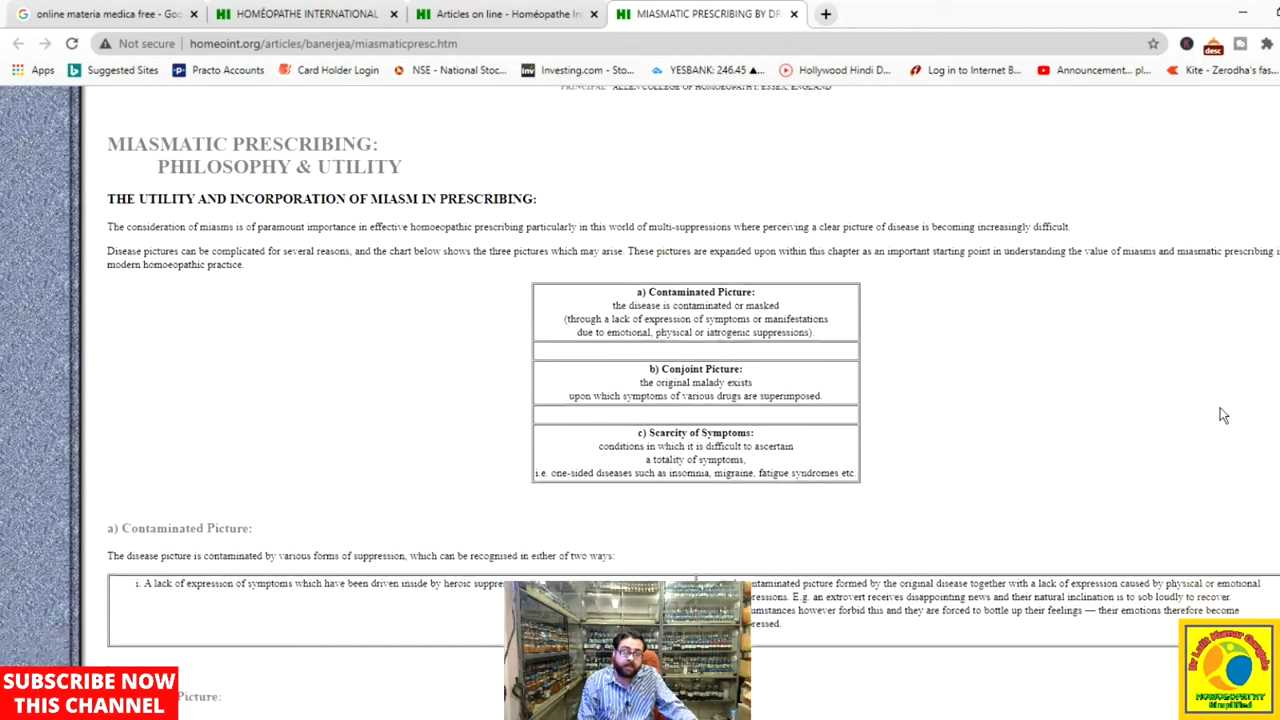 online materia medica free - Goo
HOMÉOPATHE INTERNATIONAL
Articles on line - Homéopathe In
MIASMATIC PRESCRIBING BY DR
Not secure
homeoint.org/articles/banerjea/miasmaticpresc.htm
desc
Apps
Suggested Sites
Practo Accounts
Card Holder Login
NSE - National Stoc...
Investing.com - Sto...
YESBANK: 246.45 ▲...
Hollywood Hindi D...
Log in to Internet B...
Announcement... pl...
Kite - Zerodha's fas...
PRINCIPAL ALLEN COLLEGE OF HOMOEOPATHY, ESSEX, ENGLAND
MIASMATIC PRESCRIBING:
PHILOSOPHY & UTILITY
THE UTILITY AND INCORPORATION OF MIASM IN PRESCRIBING:
The consideration of miasms is of paramount importance in effective homoeopathic prescribing particularly in this world of multi-suppressions where perceiving a clear picture of disease is becoming increasingly difficult.
Disease pictures can be complicated for several reasons, and the chart below shows the three pictures which may arise. These pictures are expanded upon within this chapter as an important starting point in understanding the value of miasms and miasmatic prescribing i
modern homoeopathic practice.
a) Contaminated Picture:
the disease is contaminated or masked
(through a lack of expression of symptoms or manifestations
due to emotional, physical or iatrogenic suppressions).
b) Conjoint Picture:
the original malady exists
upon which symptoms of various drugs are superimposed.
c) Scarcity of Symptoms:
conditions in which it is difficult to ascertain
a totality of symptoms,
i.e. one-sided diseases such as insomnia, migraine, fatigue syndromes etc.
a) Contaminated Picture:
The disease picture is contaminated by various forms of suppression, which can be recognised in either of two ways:
i. A lack of expression of symptoms which have been driven inside by heroic suppre
ntaminated picture formed by the original disease together with a lack of expression caused by physical or emotional
ressions. E.g. an extrovert receives disappointing news and their natural inclination is to sob loudly to recover.
umstances however forbid this and they are forced to bottle up their feelings — their emotions therefore become
ressed.
Picture:
SUBSCRIBE NOW
THIS CHANNEL
HOMOEOPATHY